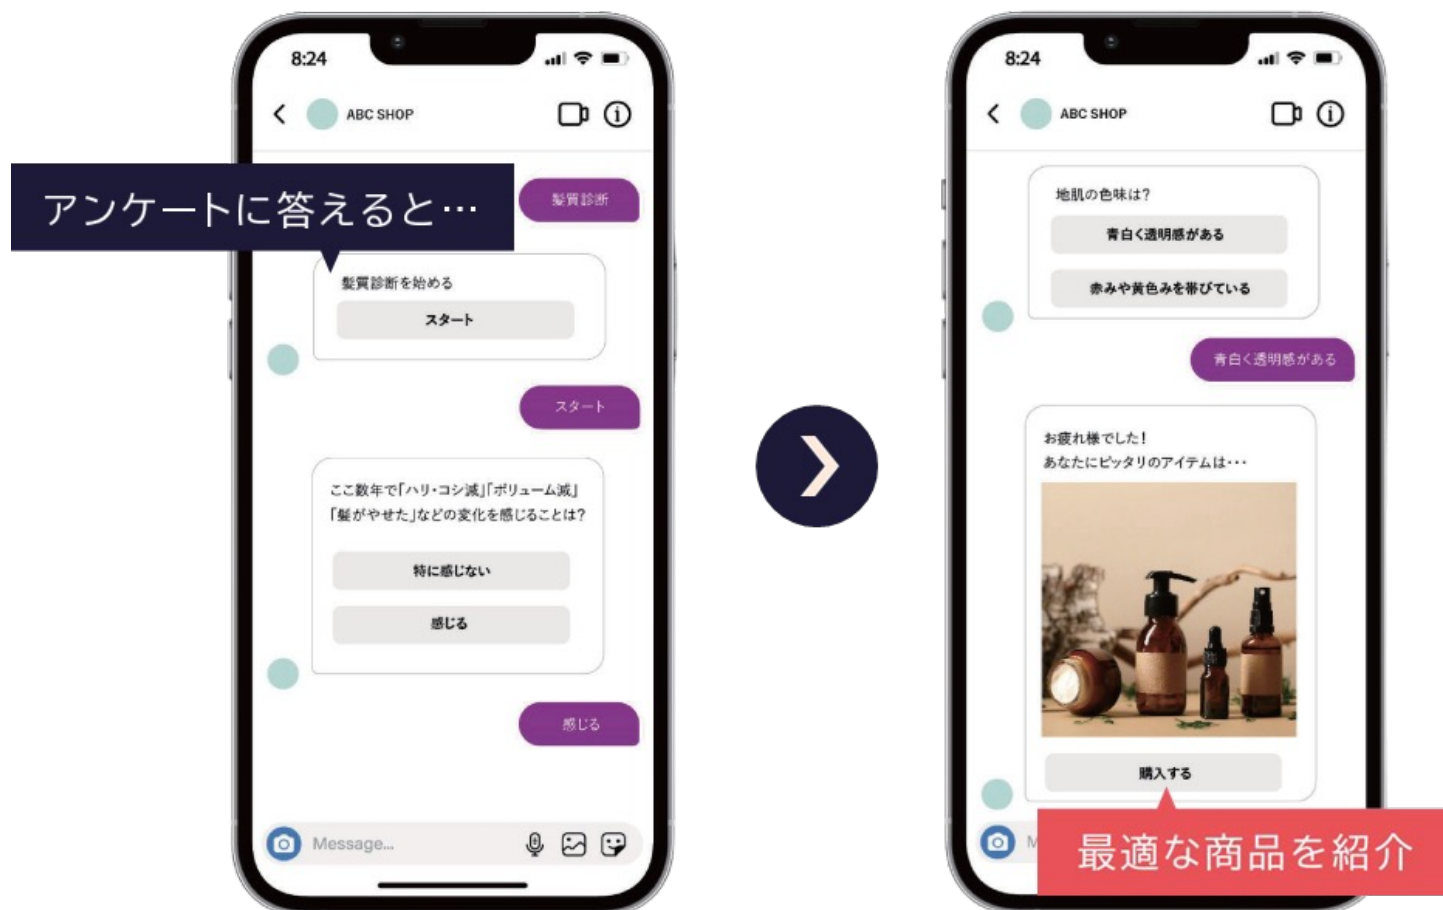 8:24
ABC SHOP
アンケートに答えると…
髪質診断
髪質診断を始める
スタート
スタート
ここ数年で「ハリ・コシ減」「ボリューム減」
「髪がやせた」などの変化を感じることは?
特に感じない
感じる
感じる
Message...
8:24
ABC SHOP
地肌の色味は?
青白く透明感がある
赤みや黄色みを帯びている
青白く透明感がある
お疲れ様でした!
あなたにピッタリのアイテムは・・・
購入する
最適な商品を紹介